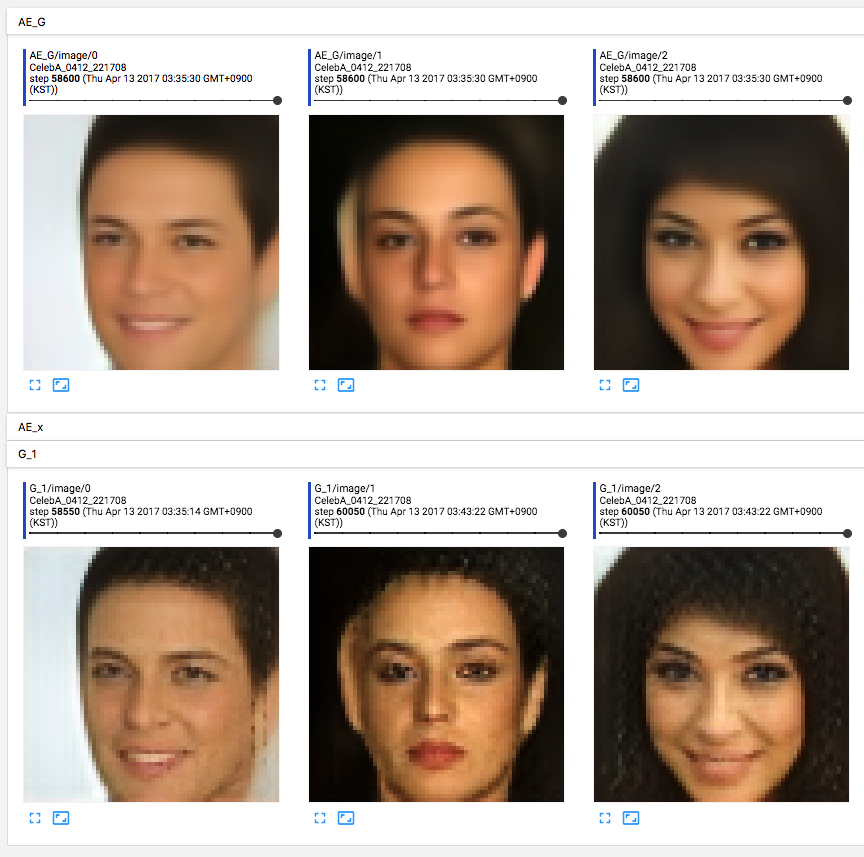 AE_G
AE_G/image/0
CelebA_0412_221708
step 58600 (Thu Apr 13 2017 03:35:30 GMT+0900
(KST))
AE_G/image/1
CelebA_0412_221708
step 58600 (Thu Apr 13 2017 03:35:30 GMT+0900
(KST))
AE_G/image/2
CelebA_0412_221708
step 58600 (Thu Apr 13 2017 03:35:30 GMT+0900
(KST))
AE_x
G_1
G_1/image/0
CelebA_0412_221708
step 58550 (Thu Apr 13 2017 03:35:14 GMT+0900
(KST))
G_1/image/1
CelebA_0412_221708
step 60050 (Thu Apr 13 2017 03:43:22 GMT+0900
(KST))
G_1/image/2
CelebA_0412_221708
step 60050 (Thu Apr 13 2017 03:43:22 GMT+0900
(KST))